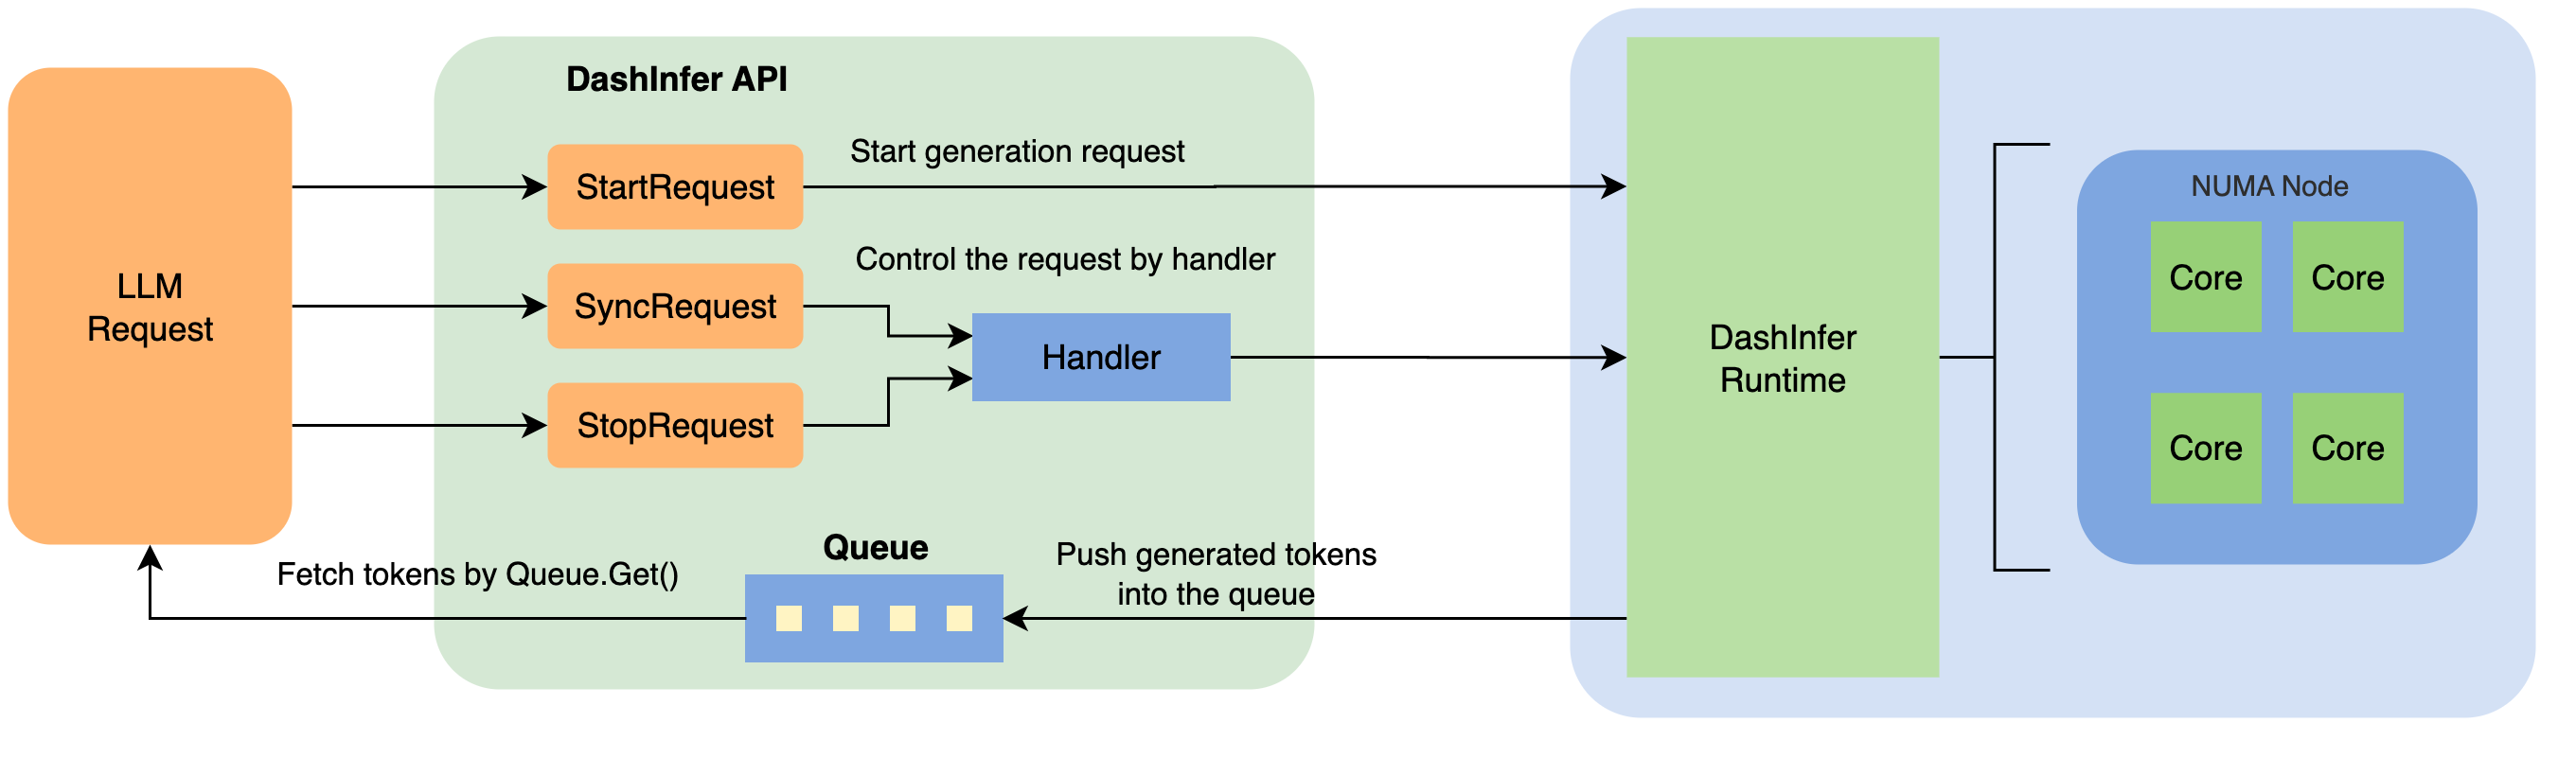 LLM
Request
DashInfer API
StartRequest
Start generation request
SyncRequest
Control the request by handler
StopRequest
Handler
Queue
Fetch tokens by Queue.Get()
Push generated tokens
into the queue
DashInfer
Runtime
NUMA Node
Core
Core
Core
Core